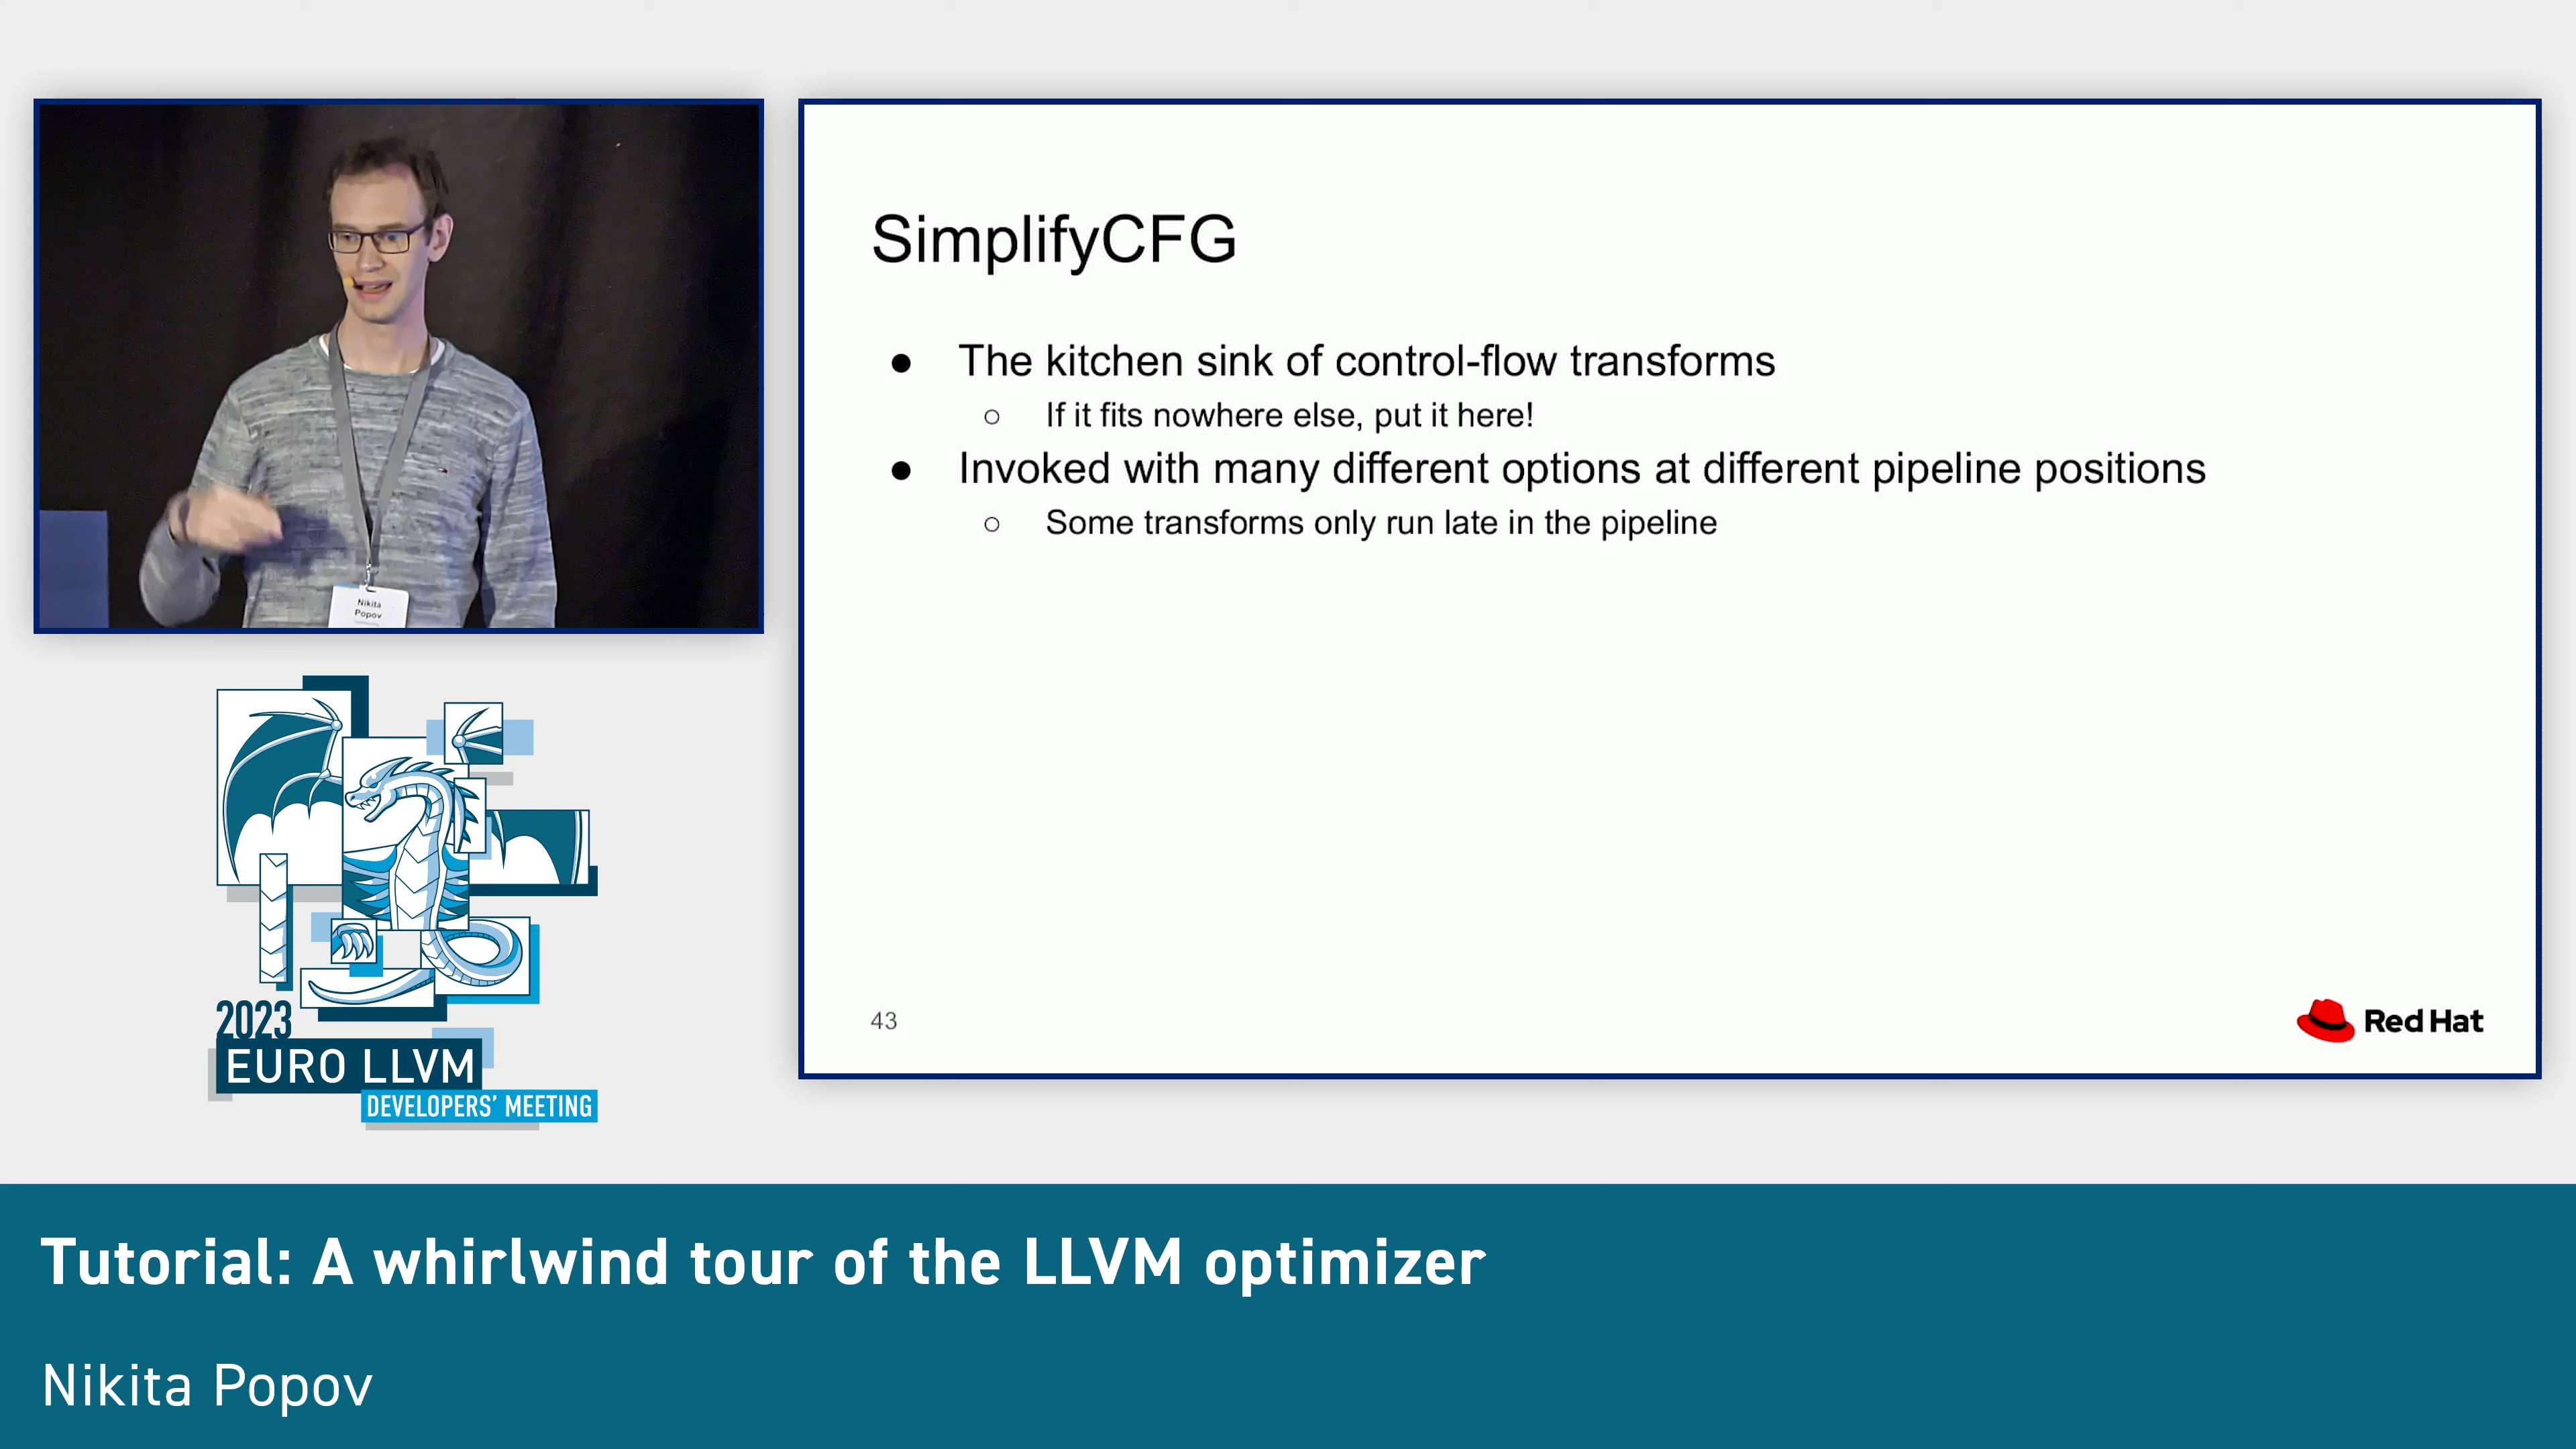 Nikita
Popov
SimplifyCFG
● The kitchen sink of control-flow transforms
○ If it fits nowhere else, put it here!
● Invoked with many different options at different pipeline positions
○ Some transforms only run late in the pipeline
43
Red Hat
2023
EURO LLVM
DEVELOPERS' MEETING
Tutorial: A whirlwind tour of the LLVM optimizer
Nikita Popov